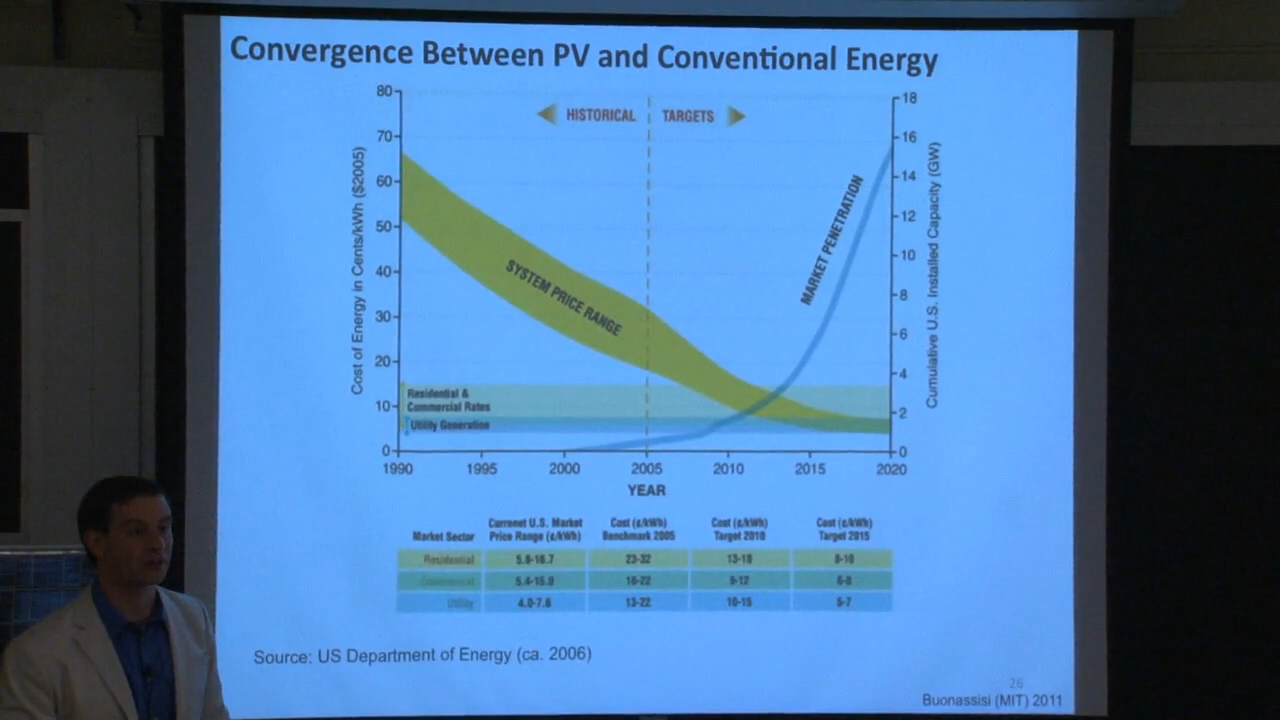 Convergence Between PV and Conventional Energy
80
70
60
50
40
30
20
10
0
Cost of Energy in Cents/kWh ($2005)
HISTORICAL TARGETS
SYSTEM PRICE RANGE
MARKET PENETRATION
Residential &
Commercial Rates
Utility Generation
18
16
14
12
10
8
6
4
2
0
Cumulative U.S. Installed Capacity (GW)
1990 1995 2000 2005 2010 2015 2020
YEAR
Market Sector
Currenet U.S. Market
Price Range (¢/kWh)
Cost (¢/kWh)
Benchmark 2005
Cost (¢/kWh)
Target 2010
Cost (¢/kWh)
Target 2015
Residential 5.8-16.7 23-32 13-18 8-10
Commercial 5.4-15.0 16-22 9-12 6-8
Utility 4.0-7.6 13-22 10-15 5-7
Source: US Department of Energy (ca. 2006)
26
Buonassisi (MIT) 2011